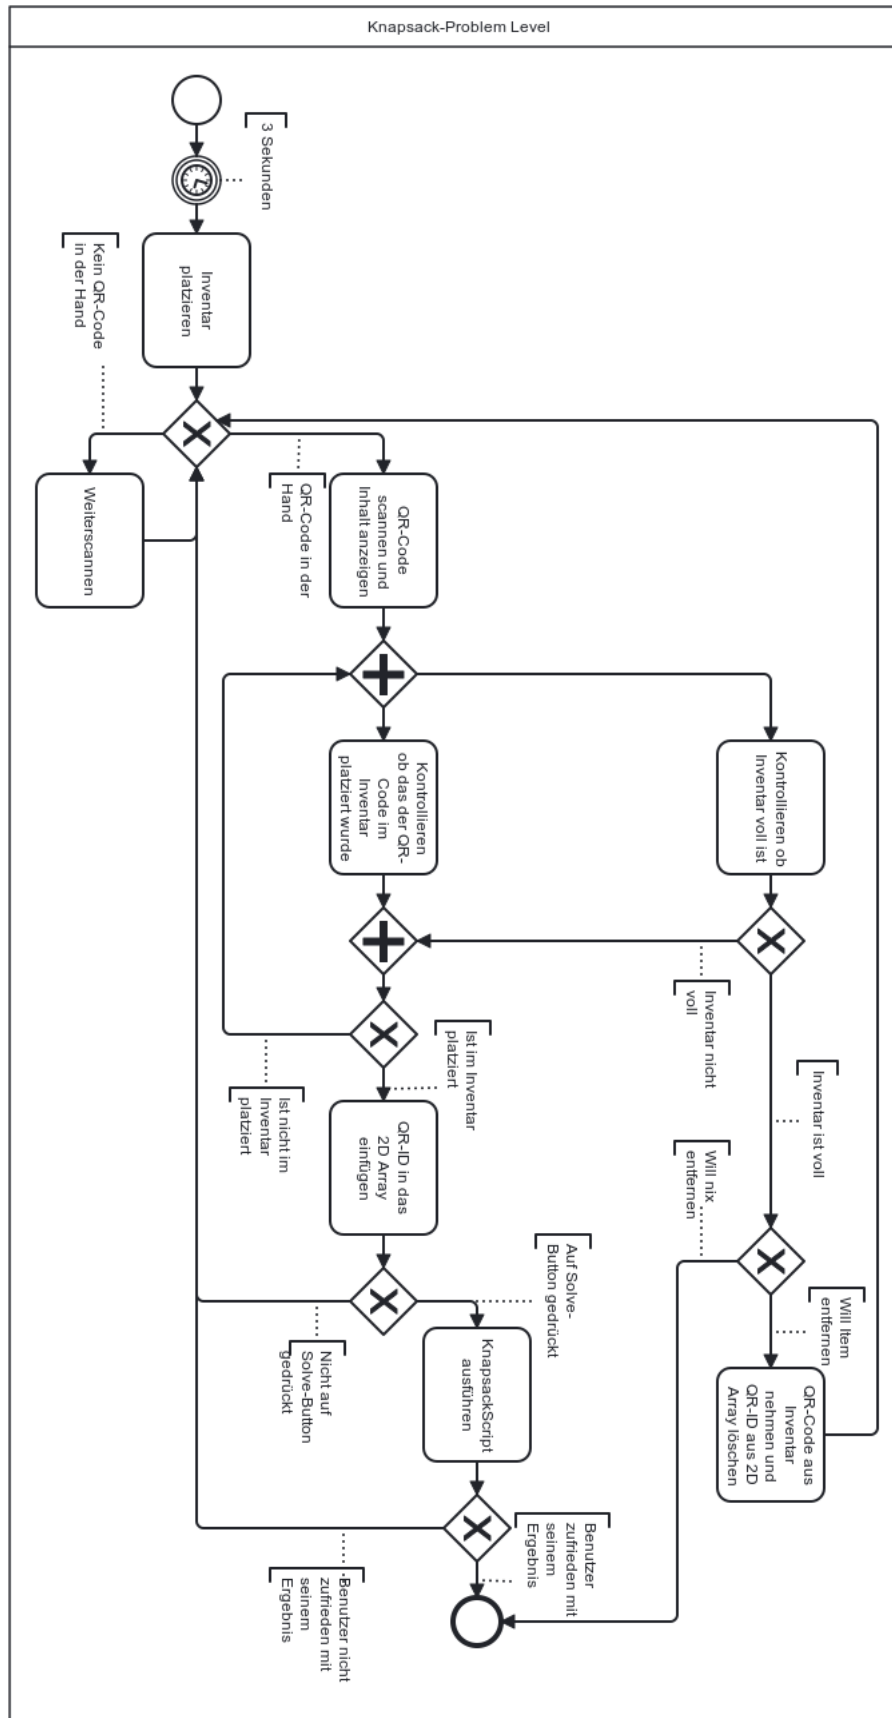 Knapsack-Problem Level
3 Sekunden
Inventar
platzieren
Kein QR-Code
in der Hand
Weiterscannen
QR-Code in der
Hand
QR-Code
scannen und
Inhalt anzeigen
Kontrollieren ob
Inventar voll ist
Kontrollieren
ob das der QR-
Code im
Inventar
platziert wurde
Inventar nicht
voll
Inventar ist voll
Ist im Inventar
platziert
Ist nicht im
Inventar
platziert
QR-ID in das
2D Array
einfügen
Will nix
entfernen
Will Item
entfernen
QR-Code aus
Inventar
nehmen und
QR-ID aus 2D
Array löschen
Auf Solve-
Button gedrückt
Nicht auf
Solve-Button
gedrückt
KnapsackScript
ausführen
Benutzer
zufrieden mit
seinem
Ergebnis
Benutzer nicht
zufrieden mit
seinem
Ergebnis